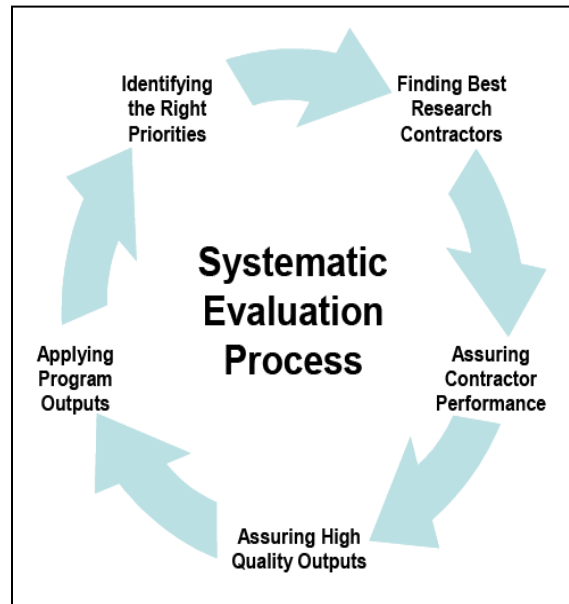 Identifying
the Right
Priorities
Finding Best
Research
Contractors
Systematic
Evaluation
Process
Applying
Program
Outputs
Assuring
Contractor
Performance
Assuring High
Quality Outputs